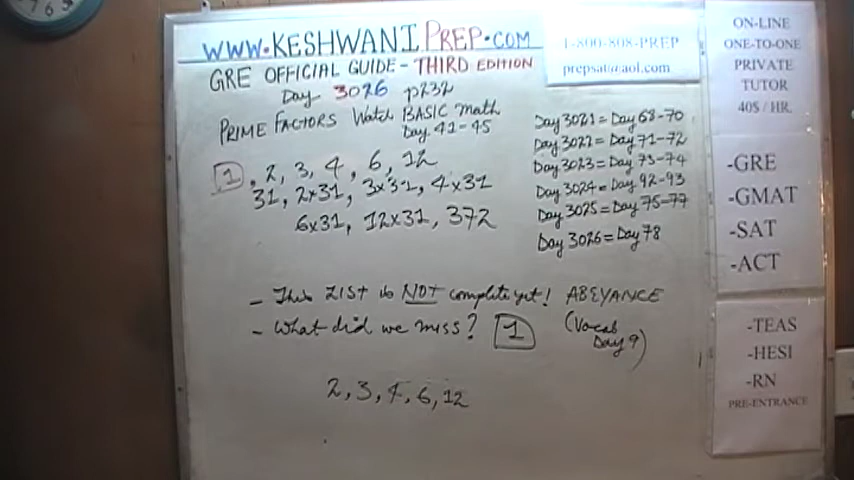 WWW.KESHWANIPREP.COM
GRE OFFICIAL GUIDE - THIRD EDITION
Day 3026 p232
PRIME FACTORS Watch BASIC Math
Day 41-45
1, 2, 3, 4, 6, 12
31, 2x31, 3x31, 4x31
6x31, 12x31, 372
- This LIST is NOT complete yet! ABEYANCE
- What did we miss? 1 (Vocab
Day 9)
2, 3, 4, 6, 12
1-800-808-PREP
prepsat@aol.com
Day 3021 = Day 68-70
Day 3022 = Day 71-72
Day 3023 = Day 73-74
Day 3024 = Day 92-93
Day 3025 = Day 75-77
Day 3026 = Day 78
ON-LINE
ONE-TO-ONE
PRIVATE
TUTOR
40$ / HR.
-GRE
-GMAT
-SAT
-ACT
-TEAS
-HESI
-RN
PRE-ENTRANCE